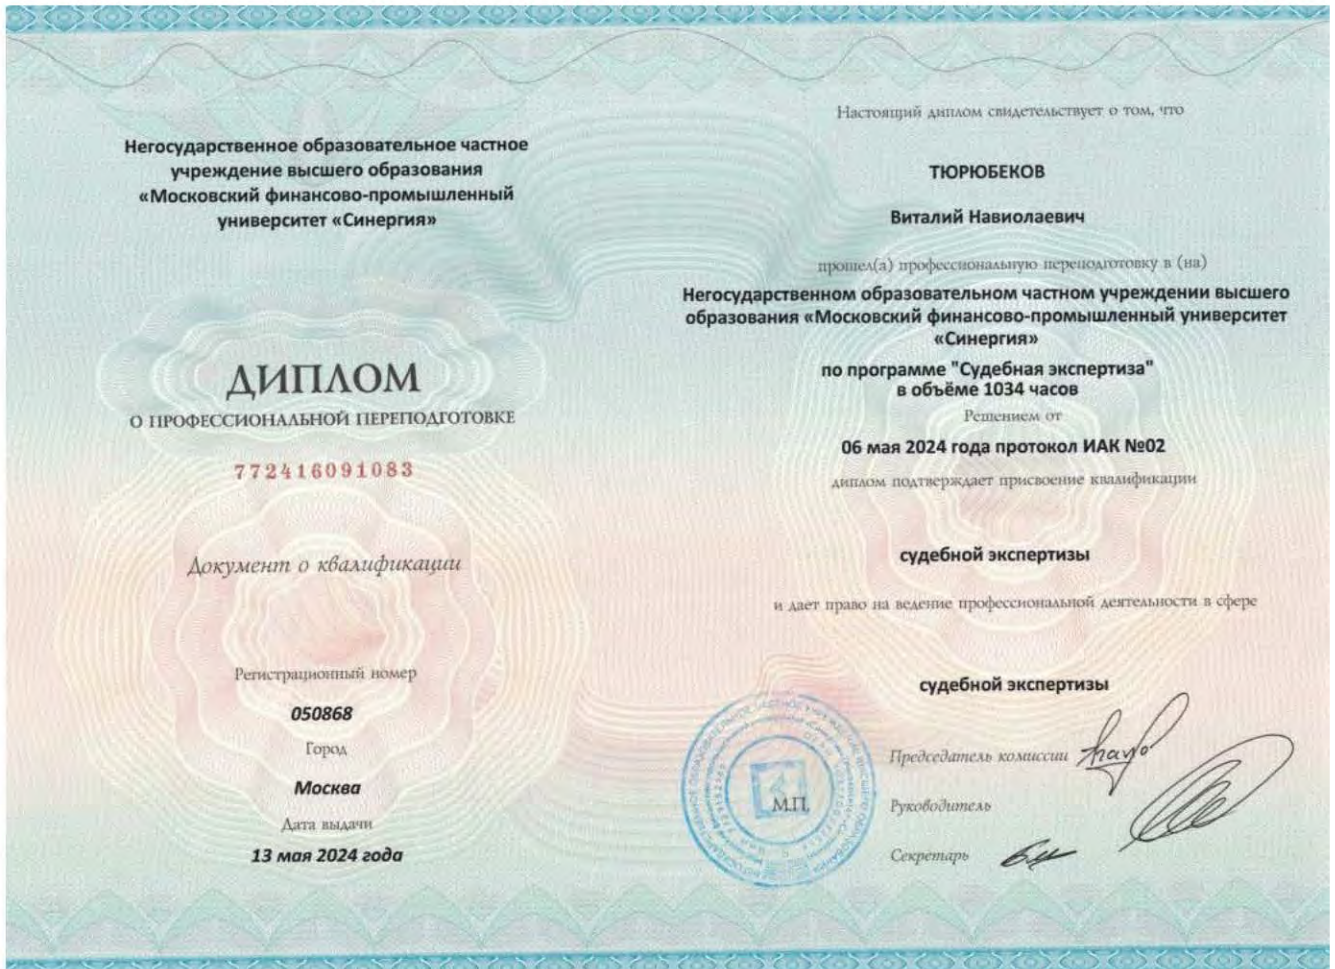 Негосударственное образовательное частное
учреждение высшего образования
«Московский финансово-промышленный
университет «Синергия»
ДИПЛОМ
О ПРОФЕССИОНАЛЬНОЙ ПЕРЕПОДГОТОВКЕ
772416091083
Документ о квалификации
Регистрационный номер
050868
Город
Москва
Дата выдачи
13 мая 2024 года
Настоящий диплом свидетельствует о том, что
ТЮРЮБЕКОВ
Виталий Навиолаевич
прошел(а) профессиональную переподготовку в (на)
Негосударственном образовательном частном учреждении высшего
образования «Московский финансово-промышленный университет
«Синергия»
по программе "Судебная экспертиза"
в объёме 1034 часов
Решением от
06 мая 2024 года протокол ИАК №02
диплом подтверждает присвоение квалификации
судебной экспертизы
и дает право на ведение профессиональной деятельности в сфере
судебной экспертизы
Председатель комиссии
М.П.
Руководитель
Секретарь